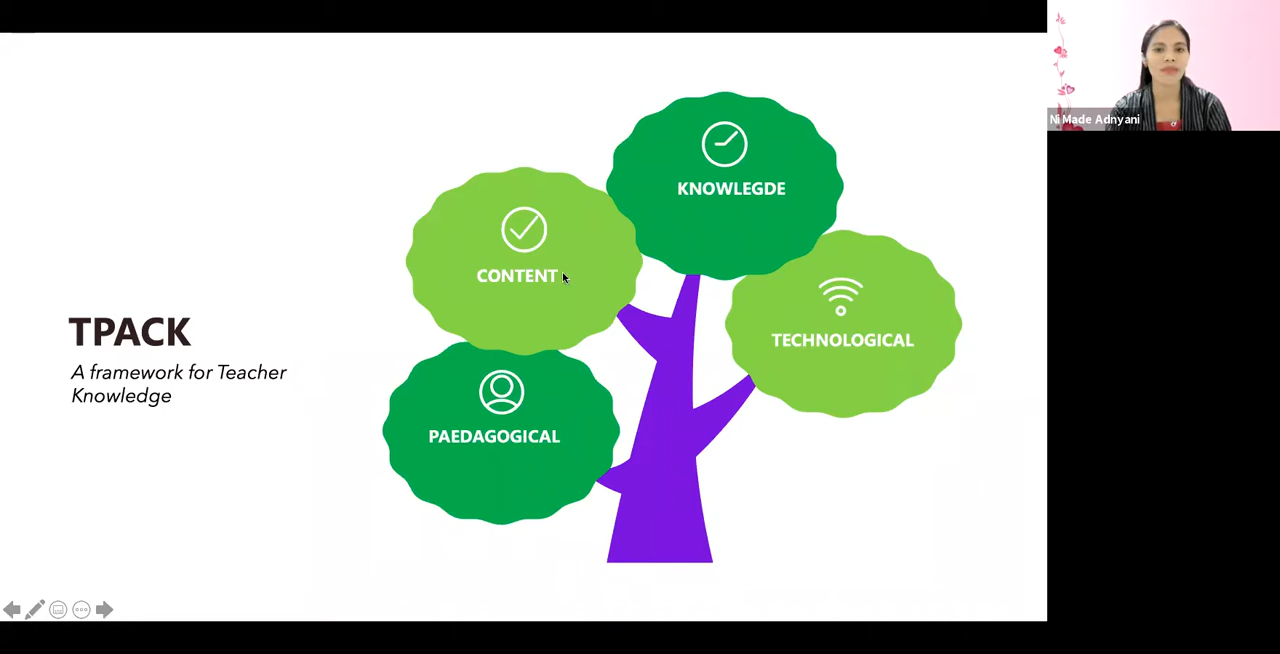 TPACK
A framework for Teacher
Knowledge
KNOWLEGDE
CONTENT
TECHNOLOGICAL
PAEDAGOGICAL
Ni Made Adnyani